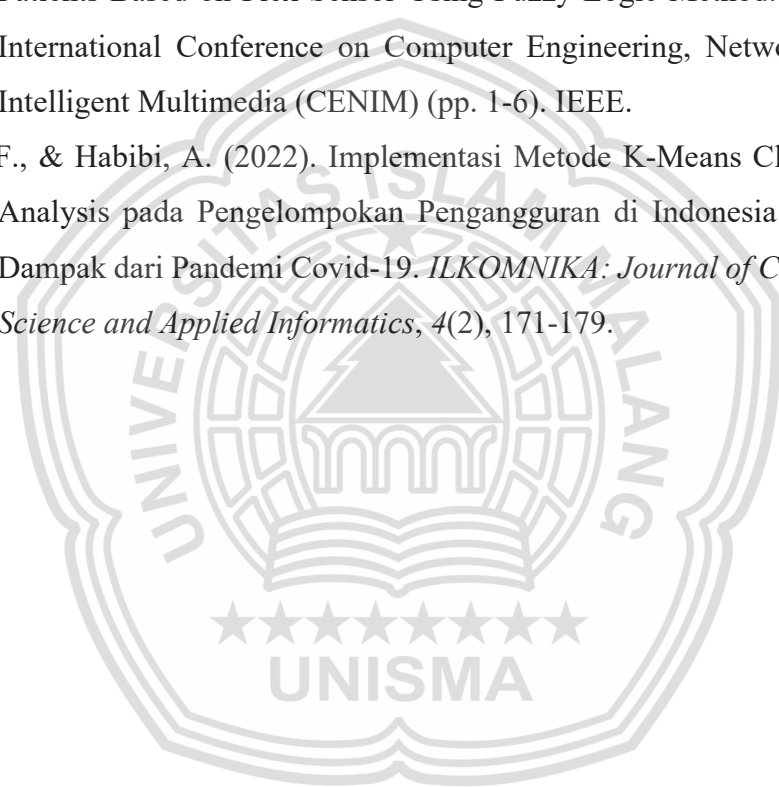 International Conference on Computer Engineering, Netwo
Intelligent Multimedia (CENIM) (pp. 1-6). IEEE.
F., & Habibi, A. (2022). Implementasi Metode K-Means Cl
Analysis pada Pengelompokan Pengangguran di Indonesia
Dampak dari Pandemi Covid-19. ILKOMNIKA: Journal of C
Science and Applied Informatics, 4(2), 171-179.
UNIVERSITAS ISLAM MALANG
UNISMA